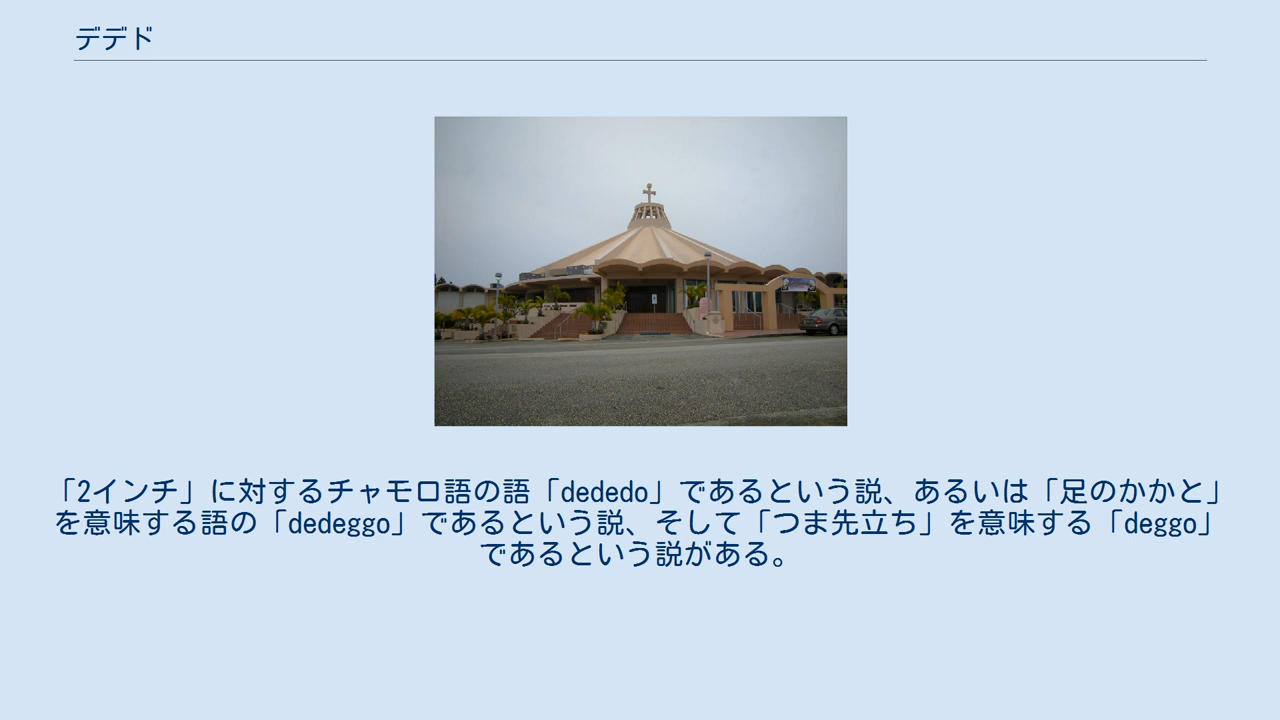 デデド
「2インチ」に対するチャモロ語の語「dededo」であるという説、あるいは「足のかかと」
を意味する語の「dedeggo」であるという説、そして「つま先立ち」を意味する「deggo」
であるという説がある。